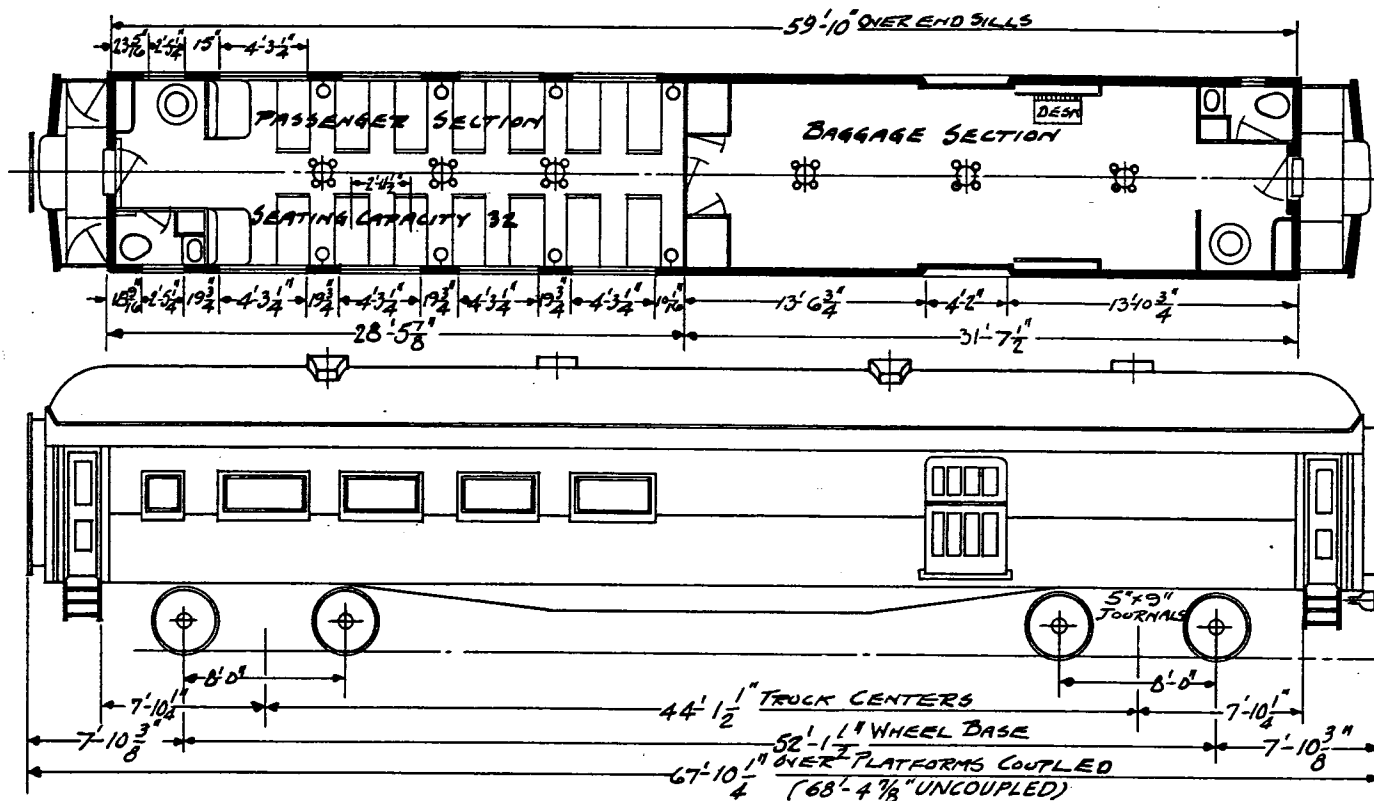 59'-10" OVER END SILLS
23 5/16" 2'-5 1/4" 15" 4'-3 1/4"
PASSENGER SECTION
DESK
BAGGAGE SECTION
2'-11 1/2"
SEATING CAPACITY 32
18 9/16" 2'-5 1/4" 19 3/4" 4'-3 1/4" 19 3/4" 4'-3 1/4" 19 3/4" 4'-3 1/4" 19 3/4" 4'-3 1/4" 10 1/16" 13'-6 3/4" 4'-2" 13'-10 3/4"
28'-5 7/8" 31'-7 1/2"
5"x9"
JOURNALS
8'-0" 8'-0"
7'-10 1/4" 44'-1 1/2" TRUCK CENTERS 7'-10 1/4"
7'-10 3/8" 52'-1 1/2" WHEEL BASE 7'-10 3/8"
67'-10 1/4" OVER PLATFORMS COUPLED
(68'-4 7/8" UNCOUPLED)